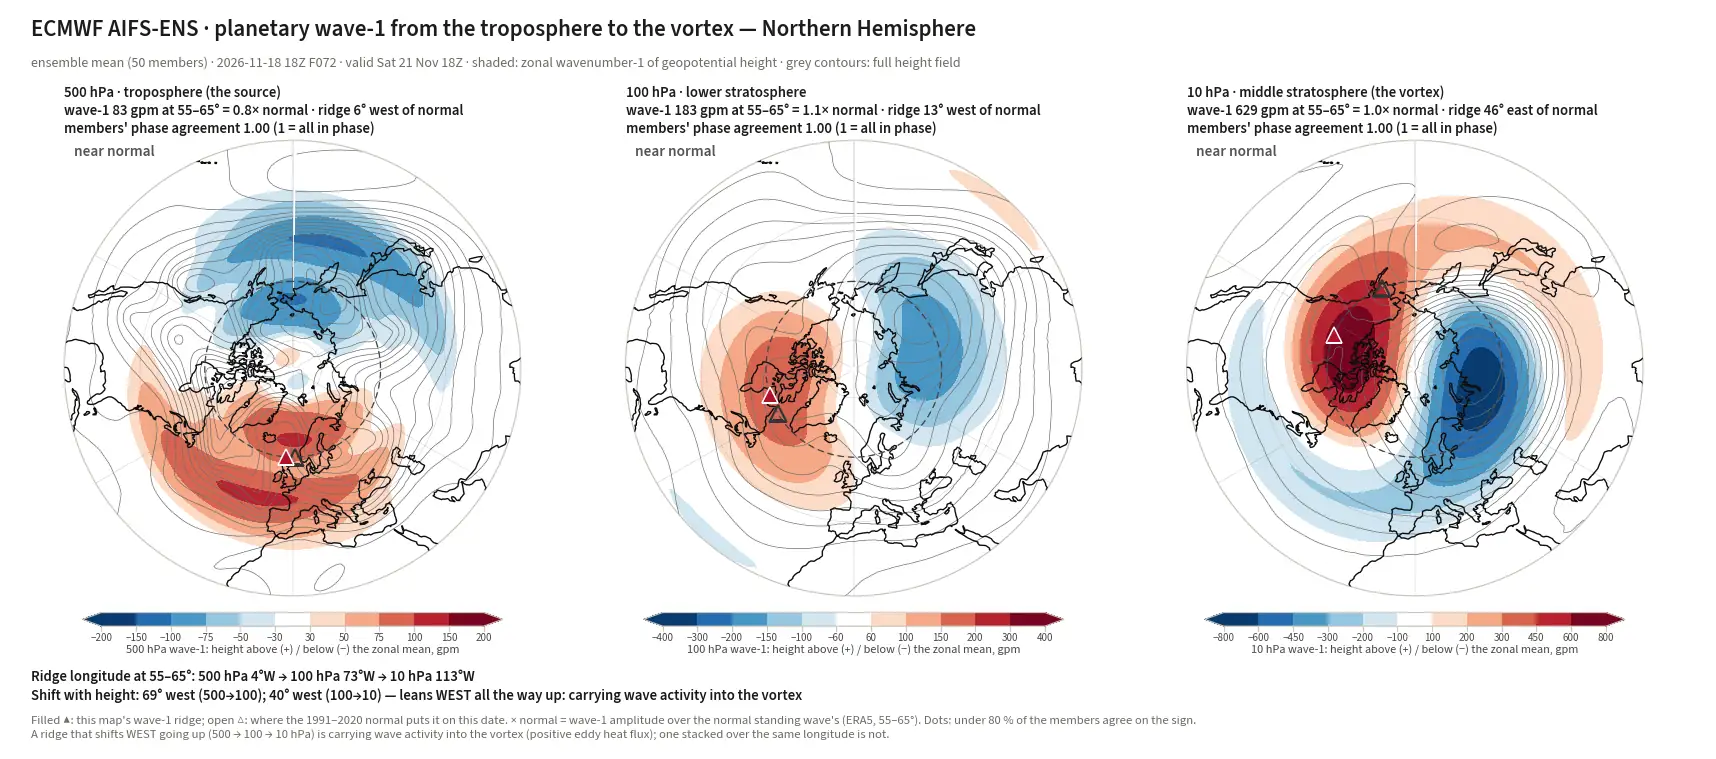 ECMWF AIFS-ENS · planetary wave-1 from the troposphere to the vortex — Northern Hemisphere
ensemble mean (50 members) · 2026-11-18 18Z F072 · valid Sat 21 Nov 18Z · shaded: zonal wavenumber-1 of geopotential height · grey contours: full height field
500 hPa · troposphere (the source)
wave-1 83 gpm at 55–65° = 0.8× normal · ridge 6° west of normal
members' phase agreement 1.00 (1 = all in phase)
near normal
100 hPa · lower stratosphere
wave-1 183 gpm at 55–65° = 1.1× normal · ridge 13° west of normal
members' phase agreement 1.00 (1 = all in phase)
near normal
10 hPa · middle stratosphere (the vortex)
wave-1 629 gpm at 55–65° = 1.0× normal · ridge 46° east of normal
members' phase agreement 1.00 (1 = all in phase)
near normal
−200 −150 −100 −75 −50 −30 30 50 75 100 150 200
500 hPa wave-1: height above (+) / below (−) the zonal mean, gpm
−400 −300 −200 −150 −100 −60 60 100 150 200 300 400
100 hPa wave-1: height above (+) / below (−) the zonal mean, gpm
−800 −600 −450 −300 −200 −100 100 200 300 450 600 800
10 hPa wave-1: height above (+) / below (−) the zonal mean, gpm
Ridge longitude at 55–65°: 500 hPa 4°W → 100 hPa 73°W → 10 hPa 113°W
Shift with height: 69° west (500→100); 40° west (100→10) — leans WEST all the way up: carrying wave activity into the vortex
Filled ▲: this map's wave-1 ridge; open △: where the 1991–2020 normal puts it on this date. × normal = wave-1 amplitude over the normal standing wave's (ERA5, 55–65°). Dots: under 80 % of the members agree on the sign.
A ridge that shifts WEST going up (500 → 100 → 10 hPa) is carrying wave activity into the vortex (positive eddy heat flux); one stacked over the same longitude is not.